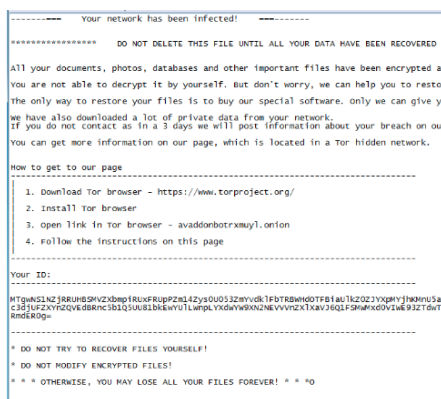 -------=== Your network has been infected! ===-------
***************** DO NOT DELETE THIS FILE UNTIL ALL YOUR DATA HAVE BEEN RECOVERED
All your documents, photos, databases and other important files have been encrypted a
You are not able to decrypt it by yourself. But don't worry, we can help you to resto
The only way to restore your files is to buy our special software. Only we can give y
We have also downloaded a lot of private data from your network.
If you do not contact as in a 3 days we will post information about your breach on ou
You can get more information on our page, which is located in a Tor hidden network.
How to get to our page
--------------------------------------------------------------------------------
| 1. Download Tor browser - https://www.torproject.org/
| 2. Install Tor browser
| 3. Open link in Tor browser - avaddonbotrxmuyl.onion
| 4. Follow the instructions on this page
--------------------------------------------------------------------------------
Your ID:
--------------------------------------------------------------------------------
--------------------------------------------------------------------------------
* DO NOT TRY TO RECOVER FILES YOURSELF!
* DO NOT MODIFY ENCRYPTED FILES!
* * * OTHERWISE, YOU MAY LOSE ALL YOUR FILES FOREVER! * * *0